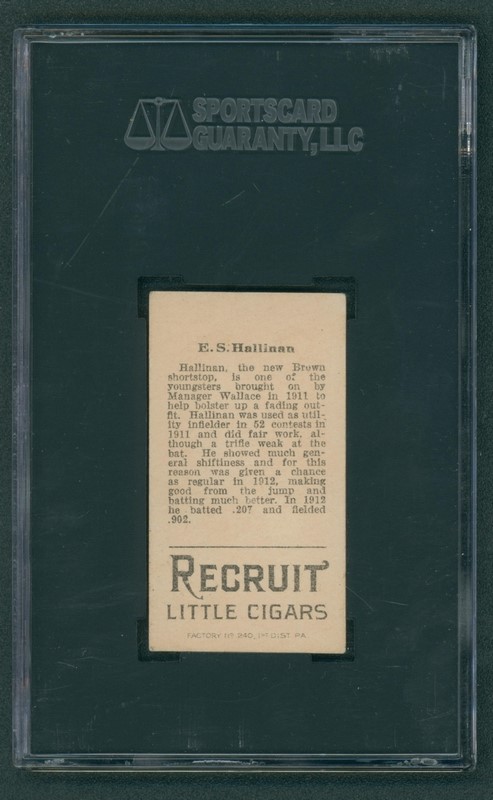 SPORTSCARD
GUARANTY, LLC
E. S. Hallinan
Hallinan, the new Brown
shortstop, is one of the
youngsters brought on by
Manager Wallace in 1911 to
help bolster up a fading out-
fit. Hallinan was used as util-
ity infielder in 52 contests in
1911 and did fair work, al-
though a trifle weak at the
bat. He showed much gen-
eral shiftiness and for this
reason was given a chance
as regular in 1912, making
good from the jump and
batting much better. In 1912
he batted .207 and fielded
.902.
RECRUIT
LITTLE CIGARS
FACTORY No 240, 1ST DIST. PA.